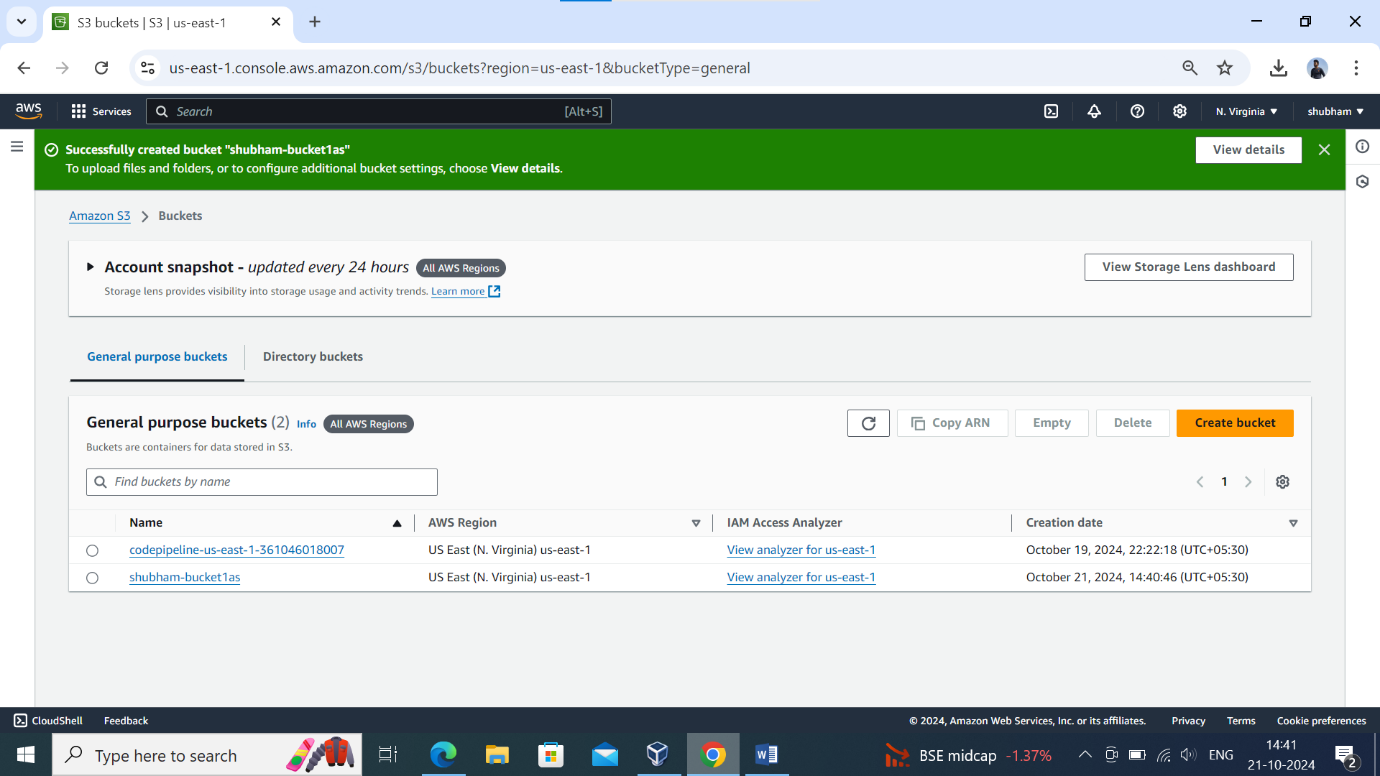 S3 buckets | S3 | us-east-1
us-east-1.console.aws.amazon.com/s3/buckets?region=us-east-1&bucketType=general
aws Services Search [Alt+S] N. Virginia shubham
Successfully created bucket "shubham-bucket1as"
To upload files and folders, or to configure additional bucket settings, choose View details.
View details
Amazon S3 Buckets
Account snapshot - updated every 24 hours All AWS Regions
View Storage Lens dashboard
Storage lens provides visibility into storage usage and activity trends. Learn more
General purpose buckets Directory buckets
General purpose buckets (2) Info All AWS Regions
Copy ARN Empty Delete Create bucket
Buckets are containers for data stored in S3.
Find buckets by name
1
Name AWS Region IAM Access Analyzer Creation date
codepipeline-us-east-1-361046018007 US East (N. Virginia) us-east-1 View analyzer for us-east-1 October 19, 2024, 22:22:18 (UTC+05:30)
shubham-bucket1as US East (N. Virginia) us-east-1 View analyzer for us-east-1 October 21, 2024, 14:40:46 (UTC+05:30)
CloudShell Feedback © 2024, Amazon Web Services, Inc. or its affiliates. Privacy Terms Cookie preferences
Type here to search
BSE midcap -1.37%
ENG
14:41
21-10-2024
2